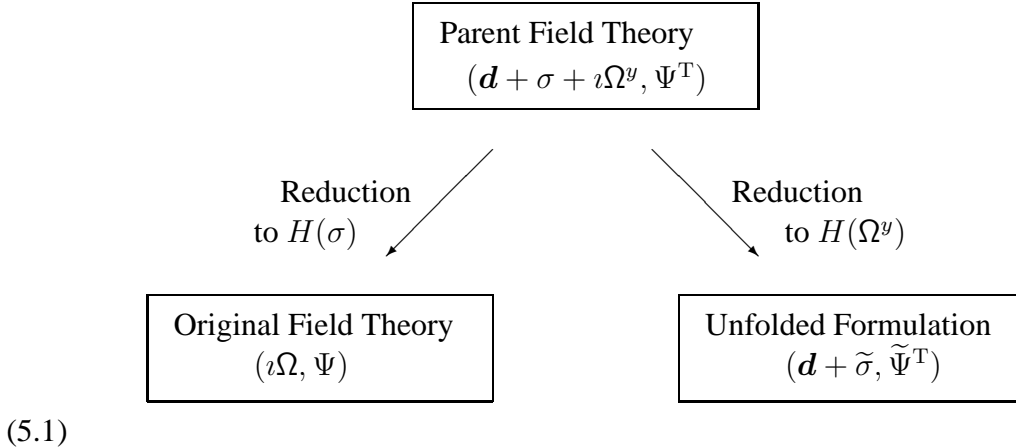 Parent Field Theory
(d + σ + ıΩ^y, Ψ^T)
Reduction
to H(σ)
Reduction
to H(Ω^y)
Original Field Theory
(ıΩ, Ψ)
Unfolded Formulation
(d + σ̃, Ψ̃^T)
(5.1)